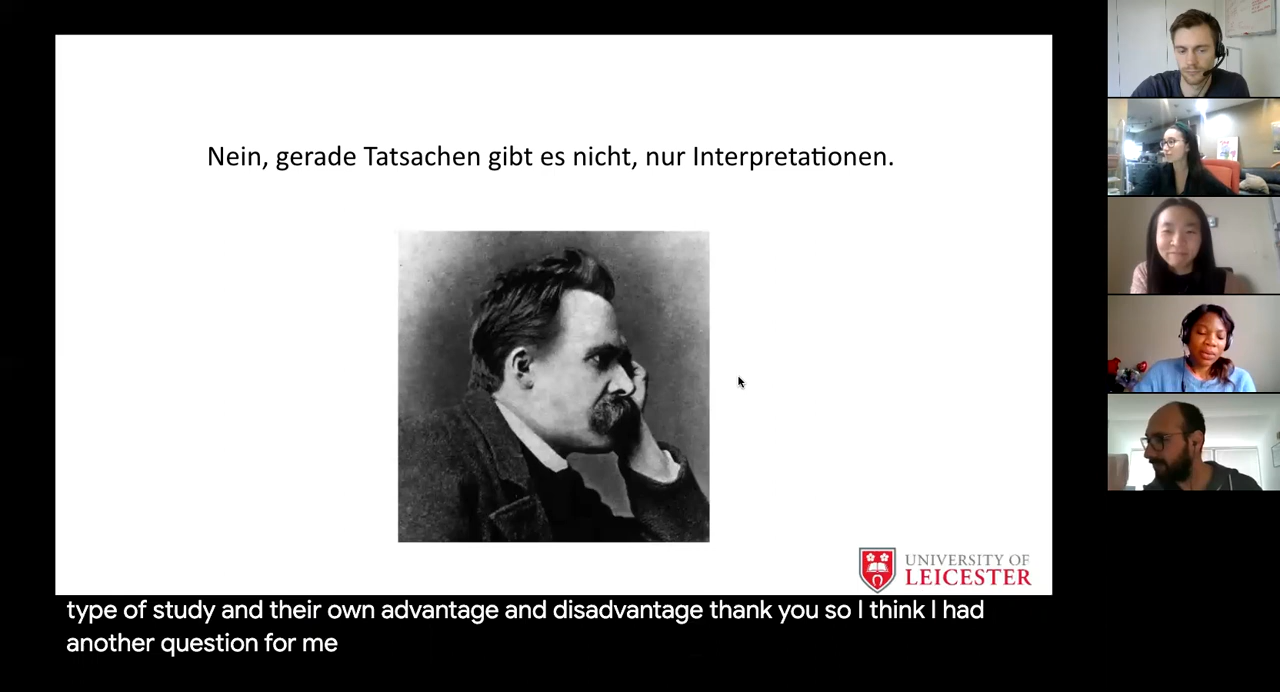 Nein, gerade Tatsachen gibt es nicht, nur Interpretationen.
UNIVERSITY OF
LEICESTER
type of study and their own advantage and disadvantage thank you so I think I had
another question for me